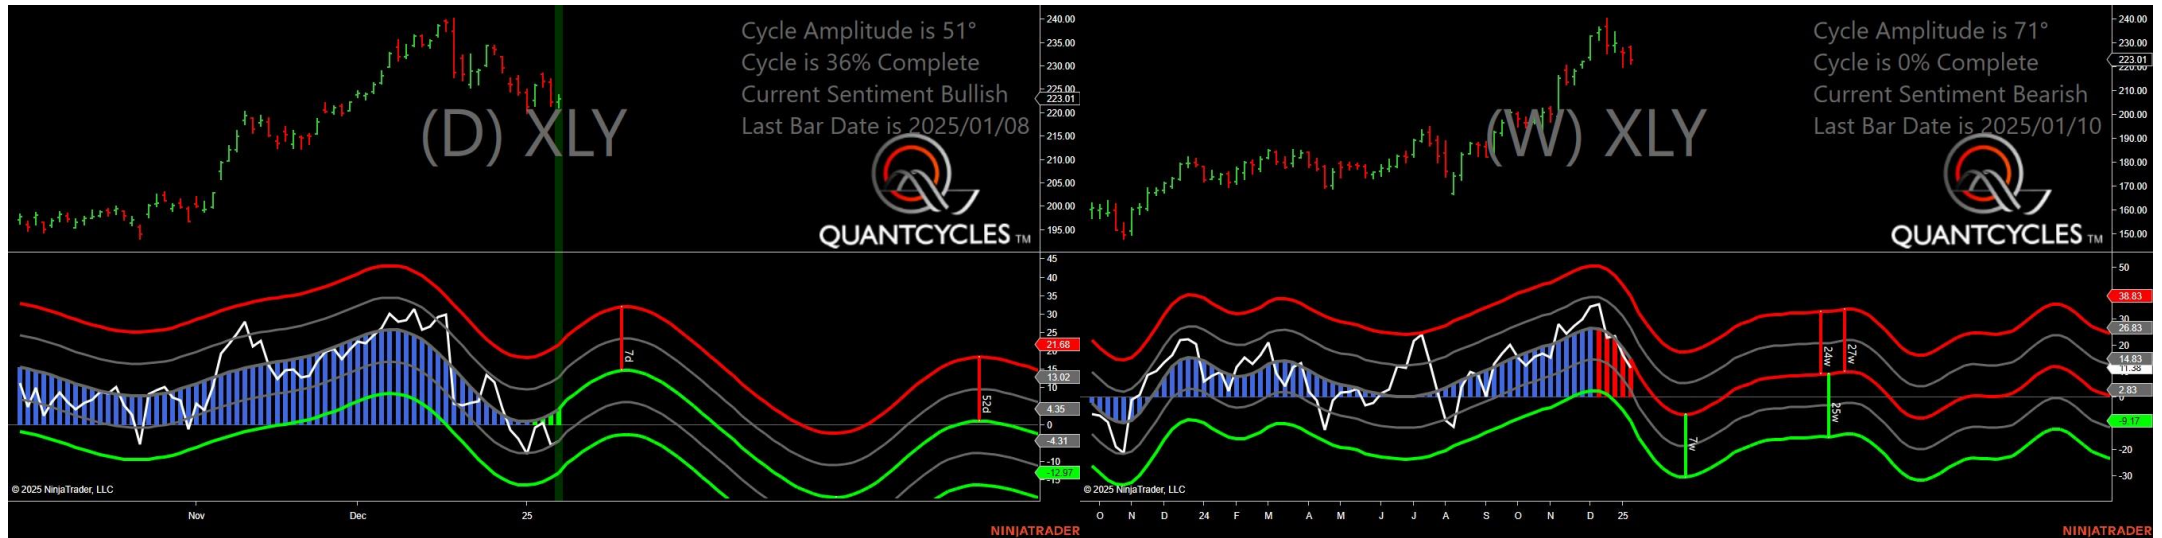 Cycle Amplitude is 51°
Cycle is 36% Complete
Current Sentiment Bullish
Last Bar Date is 2025/01/08
(D) XLY
QUANTCYCLES TM
240.00
235.00
230.00
225.00
223.01
220.00
215.00
210.00
205.00
200.00
195.00
45
40
35
30
25
21.68
20
15
13.02
10
4.35
0
-4.31
-10
-12.97
-15
7d
52d
© 2025 NinjaTrader, LLC
Nov
Dec
25
NINJATRADER
Cycle Amplitude is 71°
Cycle is 0% Complete
Current Sentiment Bearish
Last Bar Date is 2025/01/10
(W) XLY
QUANTCYCLES TM
240.00
230.00
223.01
220.00
210.00
200.00
190.00
180.00
170.00
160.00
150.00
50
38.83
30
26.83
20
14.83
11.38
2.83
0
-9.17
-20
-30
24w
27w
25w
7w
© 2025 NinjaTrader, LLC
O N D 24 F M A M J J A S O N D 25
NINJATRADER